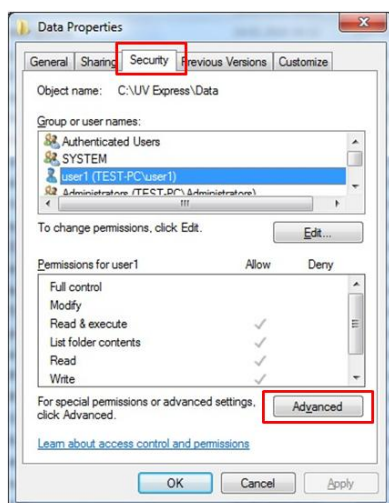 Data Properties
General Sharing Security Previous Versions Customize
Object name: C:\UV Express\Data
Group or user names:
Authenticated Users
SYSTEM
user1 (TEST-PC\user1)
Administrators (TEST-PC\Administrators)
To change permissions, click Edit.
Edit...
Permissions for user1 Allow Deny
Full control
Modify
Read & execute
List folder contents
Read
Write
For special permissions or advanced settings,
click Advanced.
Advanced
Learn about access control and permissions
OK Cancel Apply